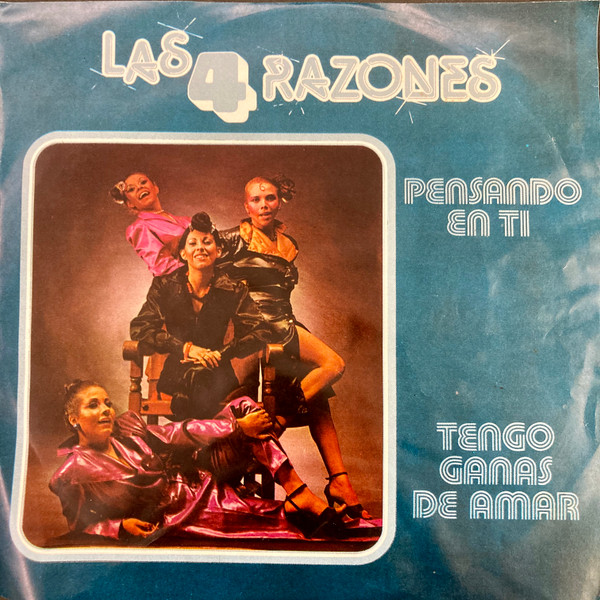 LAS 4 RAZONES
PENSANDO
EN TI
TENGO
GANAS
DE AMAR